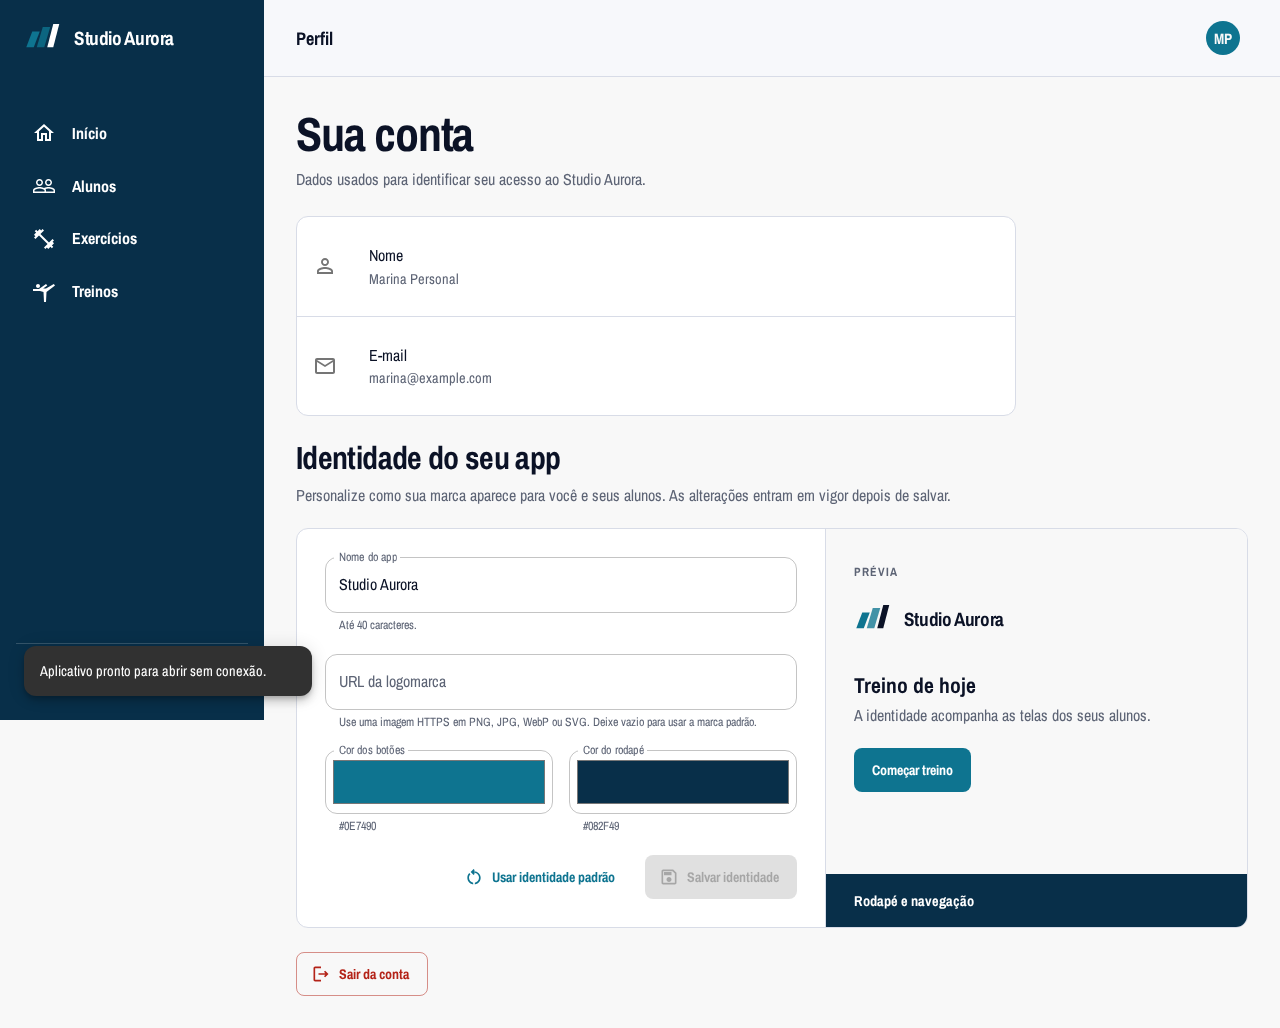 Studio Aurora
Início
Alunos
Exercícios
Treinos
Aplicativo pronto para abrir sem conexão.
Perfil
MP
Sua conta
Dados usados para identificar seu acesso ao Studio Aurora.
Nome
Marina Personal
E-mail
marina@example.com
Identidade do seu app
Personalize como sua marca aparece para você e seus alunos. As alterações entram em vigor depois de salvar.
Nome do app
Studio Aurora
Até 40 caracteres.
URL da logomarca
Use uma imagem HTTPS em PNG, JPG, WebP ou SVG. Deixe vazio para usar a marca padrão.
Cor dos botões
Cor do rodapé
#0E7490
#082F49
Usar identidade padrão
Salvar identidade
PRÉVIA
Studio Aurora
Treino de hoje
A identidade acompanha as telas dos seus alunos.
Começar treino
Rodapé e navegação
Sair da conta